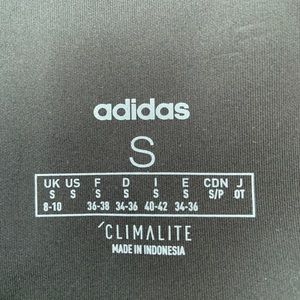 adidas
S
UK US F D I E CDN J
S S S S S S S/P OT
8-10 36-38 34-36 40-42 34-36
CLIMALITE
MADE IN INDONESIA